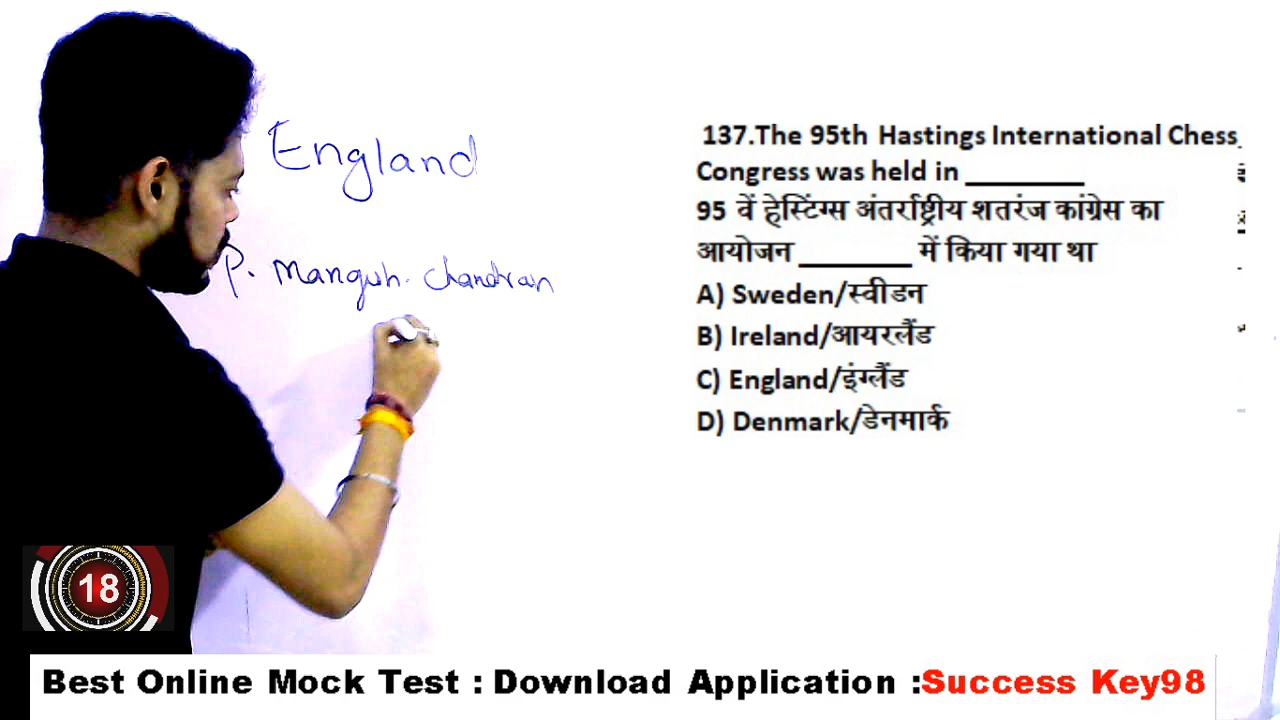 England
P. Mangesh. Chandran
137.The 95th Hastings International Chess
Congress was held in ________
95 वें हेस्टिंग्स अंतर्राष्ट्रीय शतरंज कांग्रेस का
आयोजन ________ में किया गया था
A) Sweden/स्वीडन
B) Ireland/आयरलैंड
C) England/इंग्लैंड
D) Denmark/डेनमार्क
18
Best Online Mock Test : Download Application :Success Key98